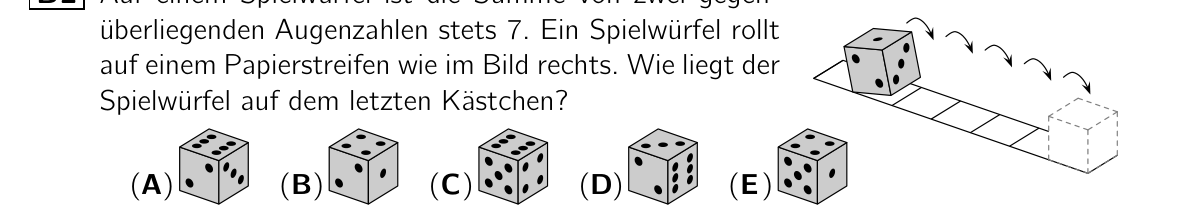 Auf einem Spielwürfel ist die Summe von zwei gegen-
überliegenden Augenzahlen stets 7. Ein Spielwürfel rollt
auf einem Papierstreifen wie im Bild rechts. Wie liegt der
Spielwürfel auf dem letzten Kästchen?
(A) (B) (C) (D) (E)